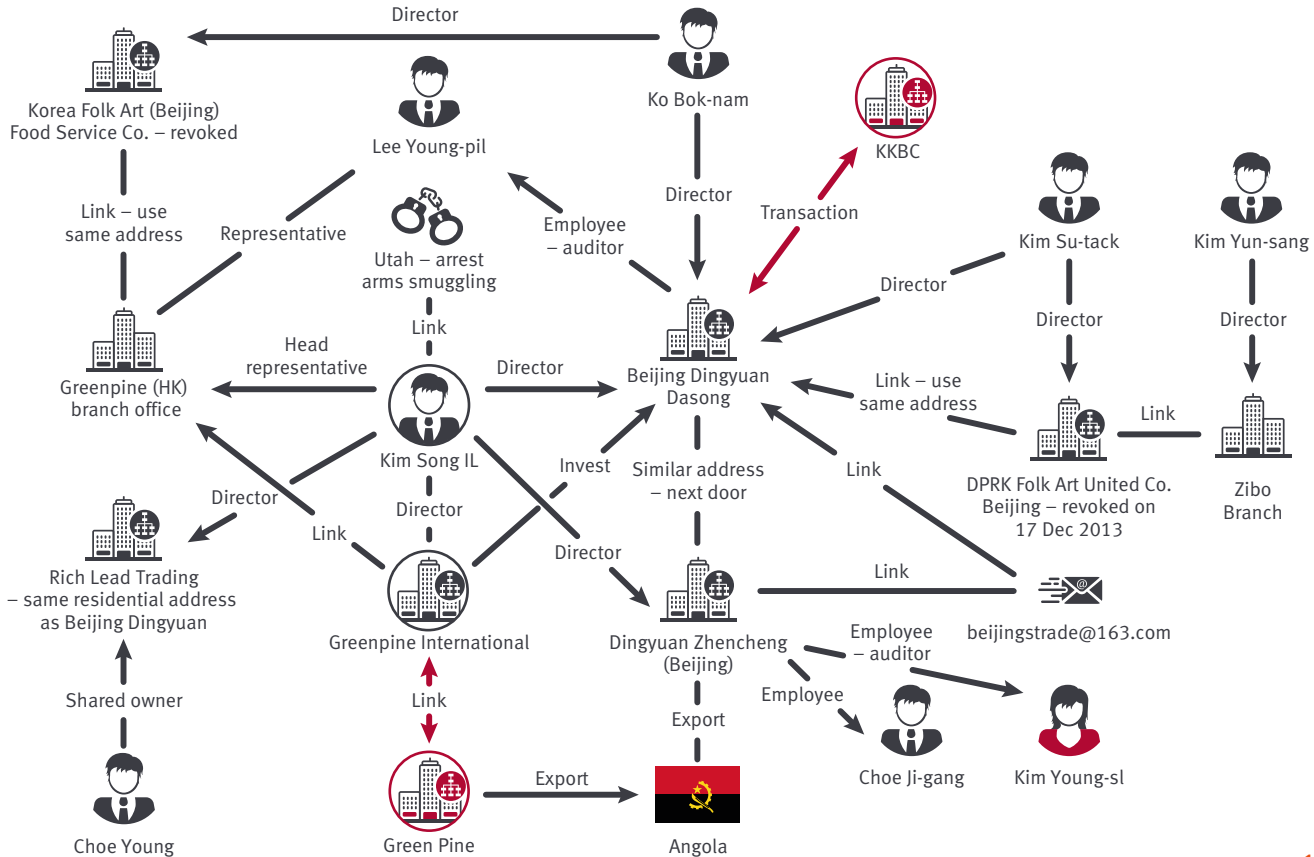 Director
Korea Folk Art (Beijing)
Food Service Co. – revoked
Lee Young-pil
Ko Bok-nam
KKBC
Link – use
same address
Representative
Utah – arrest
arms smuggling
Employee
– auditor
Director
Transaction
Kim Su-tack
Kim Yun-sang
Director
Director
Director
Link
Greenpine (HK)
branch office
Head
representative
Director
Beijing Dingyuan
Dasong
Link – use
same address
Link
Kim Song IL
Director
Director
Link
Invest
Similar address
– next door
Link
DPRK Folk Art United Co.
Beijing – revoked on
17 Dec 2013
Zibo
Branch
Director
Link
Rich Lead Trading
– same residential address
as Beijing Dingyuan
Greenpine International
Dingyuan Zhencheng
(Beijing)
@
beijingstrade@163.com
Employee
– auditor
Shared owner
Link
Employee
Export
Export
Choe Ji-gang
Kim Young-sl
Choe Young
Green Pine
Angola